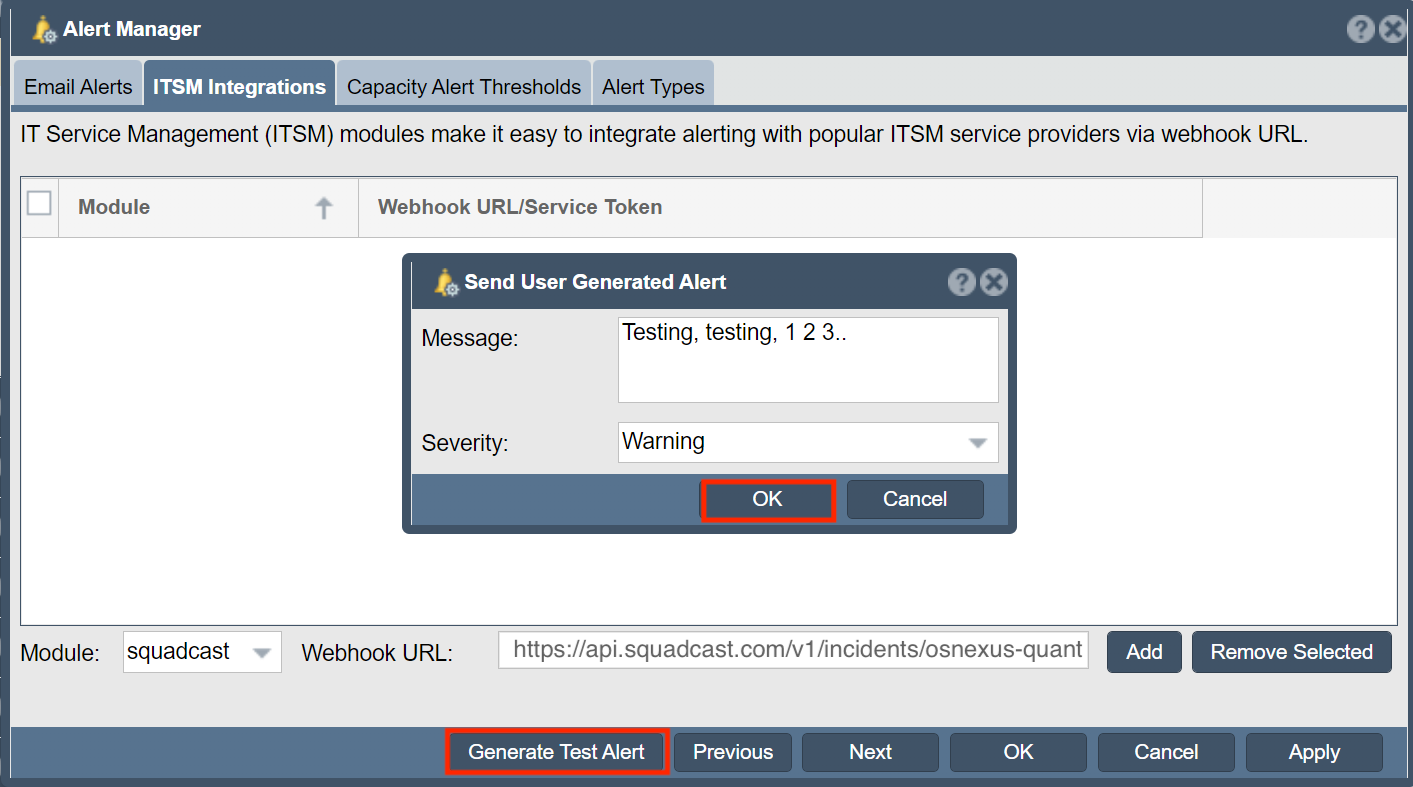 Alert Manager
Email Alerts ITSM Integrations Capacity Alert Thresholds Alert Types
IT Service Management (ITSM) modules make it easy to integrate alerting with popular ITSM service providers via webhook URL.
Module Webhook URL/Service Token
Send User Generated Alert
Message: Testing, testing, 1 2 3..
Severity: Warning
OK Cancel
Module: squadcast Webhook URL: https://api.squadcast.com/v1/incidents/osnexus-quant Add Remove Selected
Generate Test Alert Previous Next OK Cancel Apply